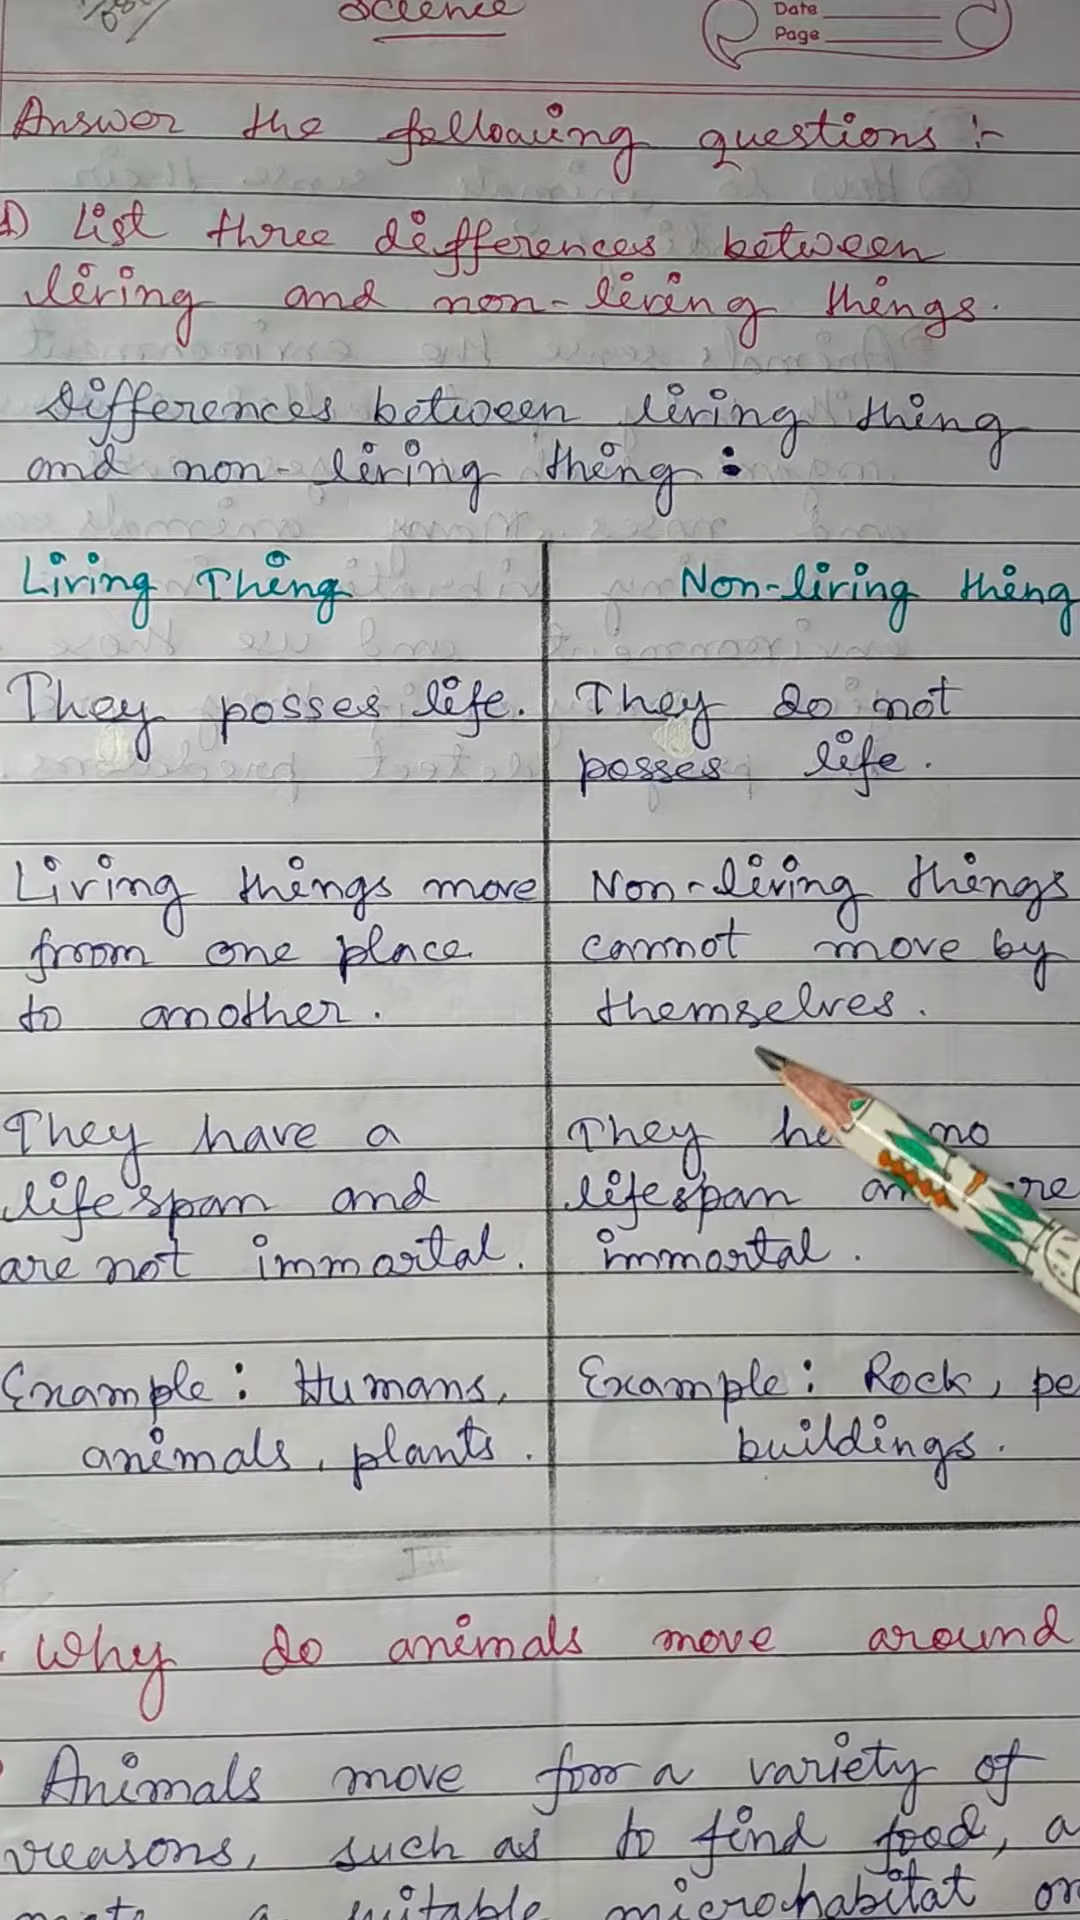 Science
Date
Page
Answer the following questions :-
1) List three differences between
living and non-living things.
Differences between living thing
and non-living thing :
Living Thing
Non-living thing
They posses life.
They do not
posses life.
Living things move
from one place
to another.
Non-living things
cannot move by
themselves.
They have a
lifespan and
are not immortal.
They no
lifespan
immortal.
Example : Humans,
animals, plants.
Example : Rock,
buildings.
Why do animals move around
Animals move for a variety of
reasons, such as to find food, a
a suitable microhabitat or